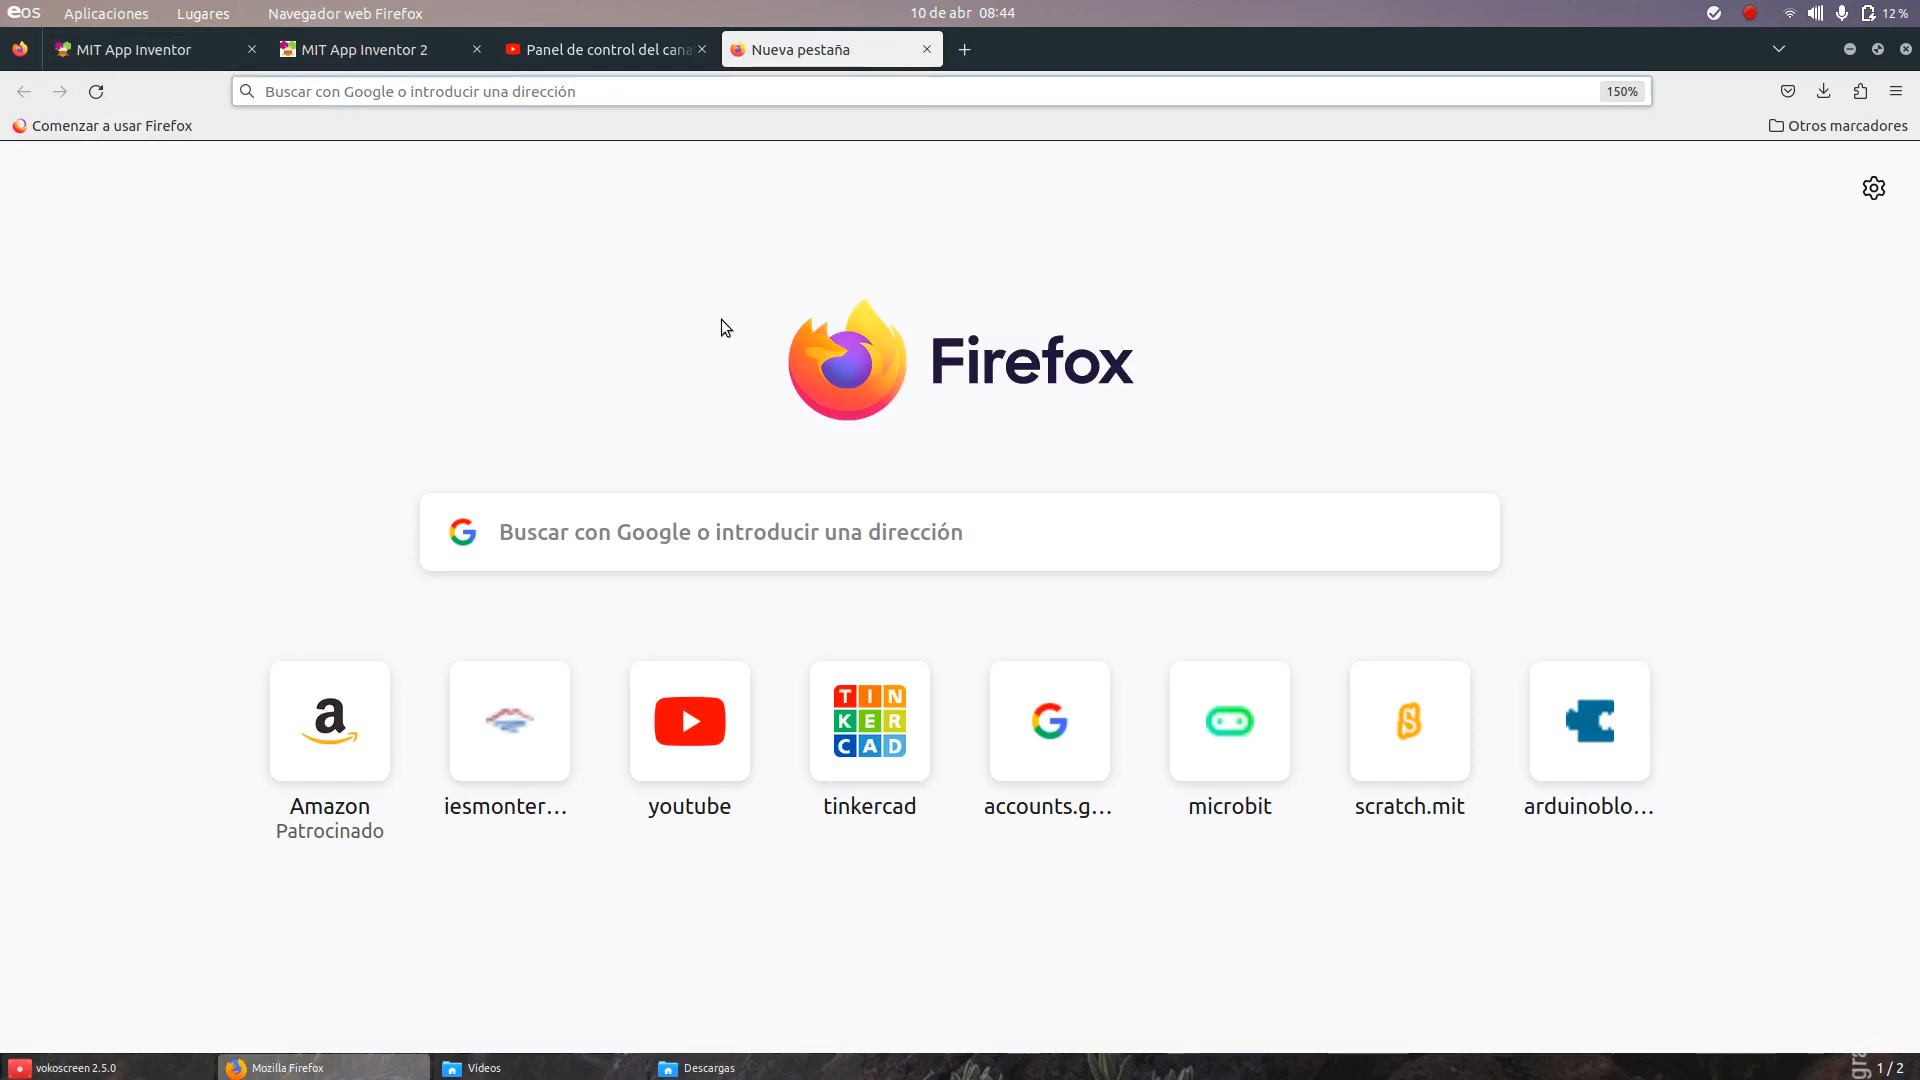 eos Aplicaciones Lugares Navegador web Firefox 10 de abr 08:44 12 %
MIT App Inventor MIT App Inventor 2 Panel de control del cana Nueva pestaña
Buscar con Google o introducir una dirección 150%
Comenzar a usar Firefox Otros marcadores
Firefox
Buscar con Google o introducir una dirección
TINKERCAD
Amazon iesmonter... youtube tinkercad accounts.g... microbit scratch.mit arduinoblo...
Patrocinado
vokoscreen 2.5.0 Mozilla Firefox Vídeos Descargas gra 1 / 2